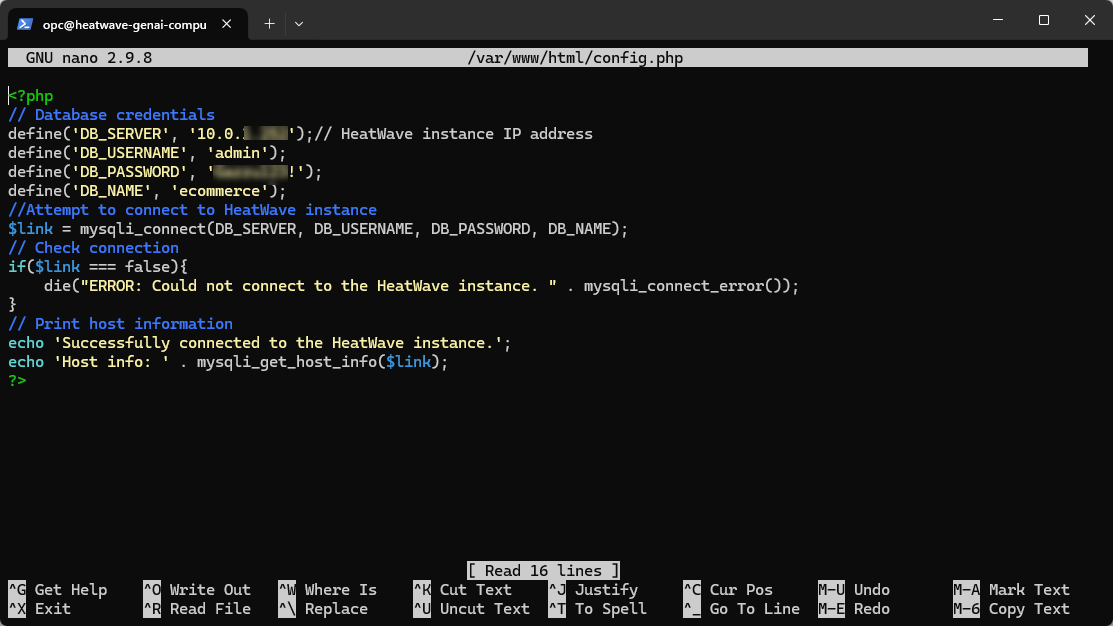 opc@heatwave-genai-compu
GNU nano 2.9.8 /var/www/html/config.php
<?php
// Database credentials
define('DB_SERVER', '10.0. ');// HeatWave instance IP address
define('DB_USERNAME', 'admin');
define('DB_PASSWORD', ' !');
define('DB_NAME', 'ecommerce');
//Attempt to connect to HeatWave instance
$link = mysqli_connect(DB_SERVER, DB_USERNAME, DB_PASSWORD, DB_NAME);
// Check connection
if($link === false){
    die("ERROR: Could not connect to the HeatWave instance. " . mysqli_connect_error());
}
// Print host information
echo 'Successfully connected to the HeatWave instance.';
echo 'Host info: ' . mysqli_get_host_info($link);
?>
[ Read 16 lines ]
^G Get Help ^O Write Out ^W Where Is ^K Cut Text ^J Justify ^C Cur Pos M-U Undo M-A Mark Text
^X Exit ^R Read File ^\ Replace ^U Uncut Text ^T To Spell ^_ Go To Line M-E Redo M-6 Copy Text